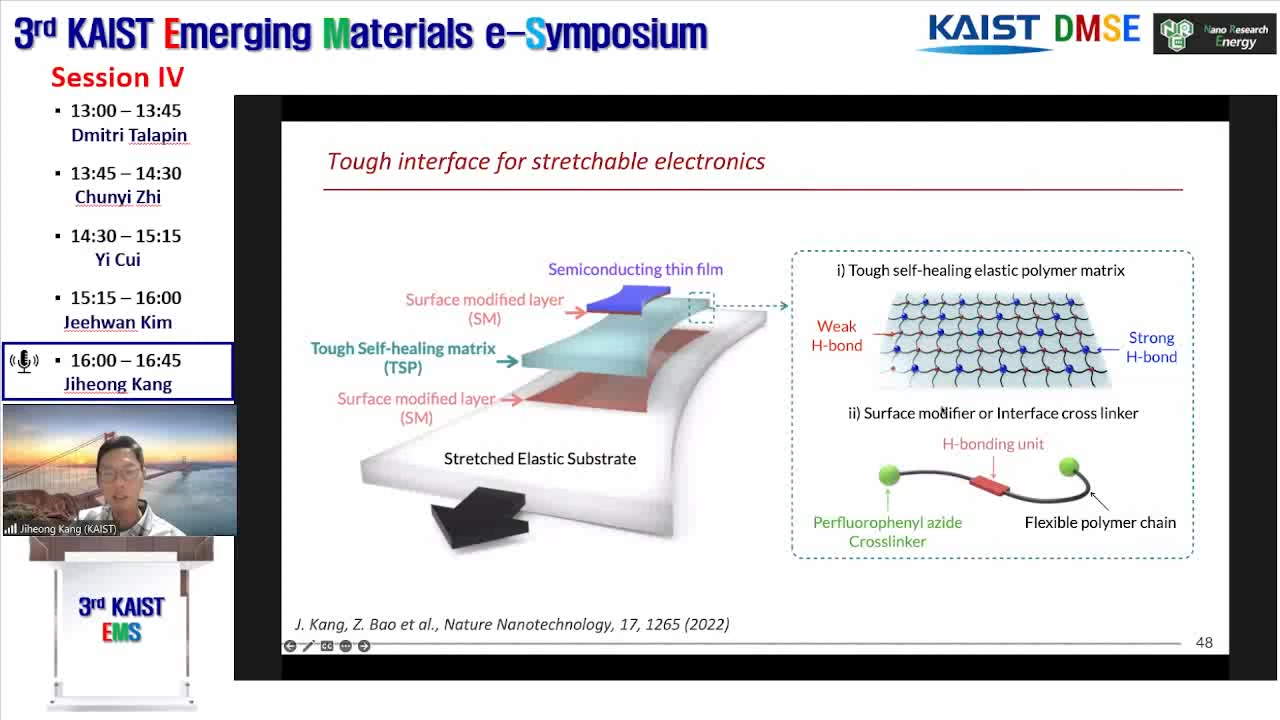 3rd KAIST Emerging Materials e-Symposium
KAIST DMSE
NRE
Nano Research
Energy
Session IV
▪ 13:00 – 13:45
Dmitri Talapin
▪ 13:45 – 14:30
Chunyi Zhi
▪ 14:30 – 15:15
Yi Cui
▪ 15:15 – 16:00
Jeehwan Kim
▪ 16:00 – 16:45
Jiheong Kang
Jiheong Kang (KAIST)
3rd KAIST
EMS
Tough interface for stretchable electronics
Semiconducting thin film
Surface modified layer
(SM)
Tough Self-healing matrix
(TSP)
Surface modified layer
(SM)
Stretched Elastic Substrate
i) Tough self-healing elastic polymer matrix
Weak
H-bond
Strong
H-bond
ii) Surface modifier or Interface cross linker
H-bonding unit
Perfluorophenyl azide
Crosslinker
Flexible polymer chain
J. Kang, Z. Bao et al., Nature Nanotechnology, 17, 1265 (2022)
48